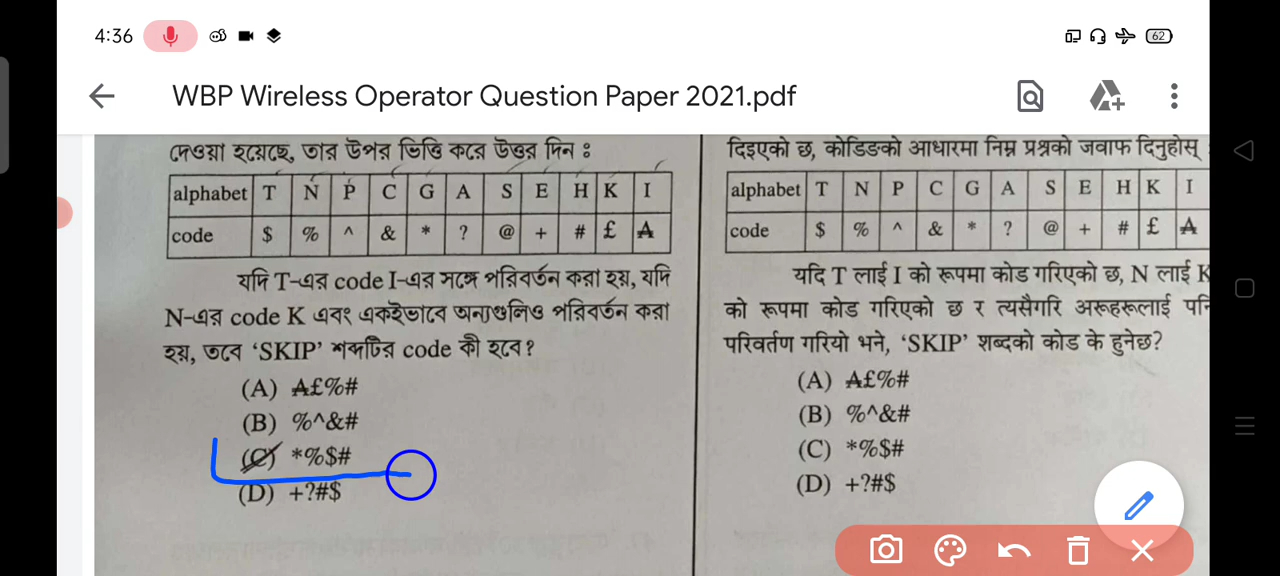 4:36
62
WBP Wireless Operator Question Paper 2021.pdf
দেওয়া হয়েছে, তার উপর ভিত্তি করে উত্তর দিন :
alphabet T N P C G A S E H K I
code $ % ^ & * ? @ + # £ A
যদি T-এর code I-এর সঙ্গে পরিবর্তন করা হয়, যদি
N-এর code K এবং একইভাবে অন্যগুলিও পরিবর্তন করা
হয়, তবে ‘SKIP’ শব্দটির code কী হবে?
(A) A£%#
(B) %^&#
(C) *%$#
(D) +?#$
दिइएको छ, कोडिङको आधारमा निम्न प्रश्नको जवाफ दिनुहोस् :
alphabet T N P C G A S E H K I
code $ % ^ & * ? @ + # £ A
यदि T लाई I को रूपमा कोड गरिएको छ, N लाई K
को रूपमा कोड गरिएको छ र त्यसैगरि अरूहरूलाई पनि
परिवर्तण गरियो भने, ‘SKIP’ शब्दको कोड के हुनेछ?
(A) A£%#
(B) %^&#
(C) *%$#
(D) +?#$